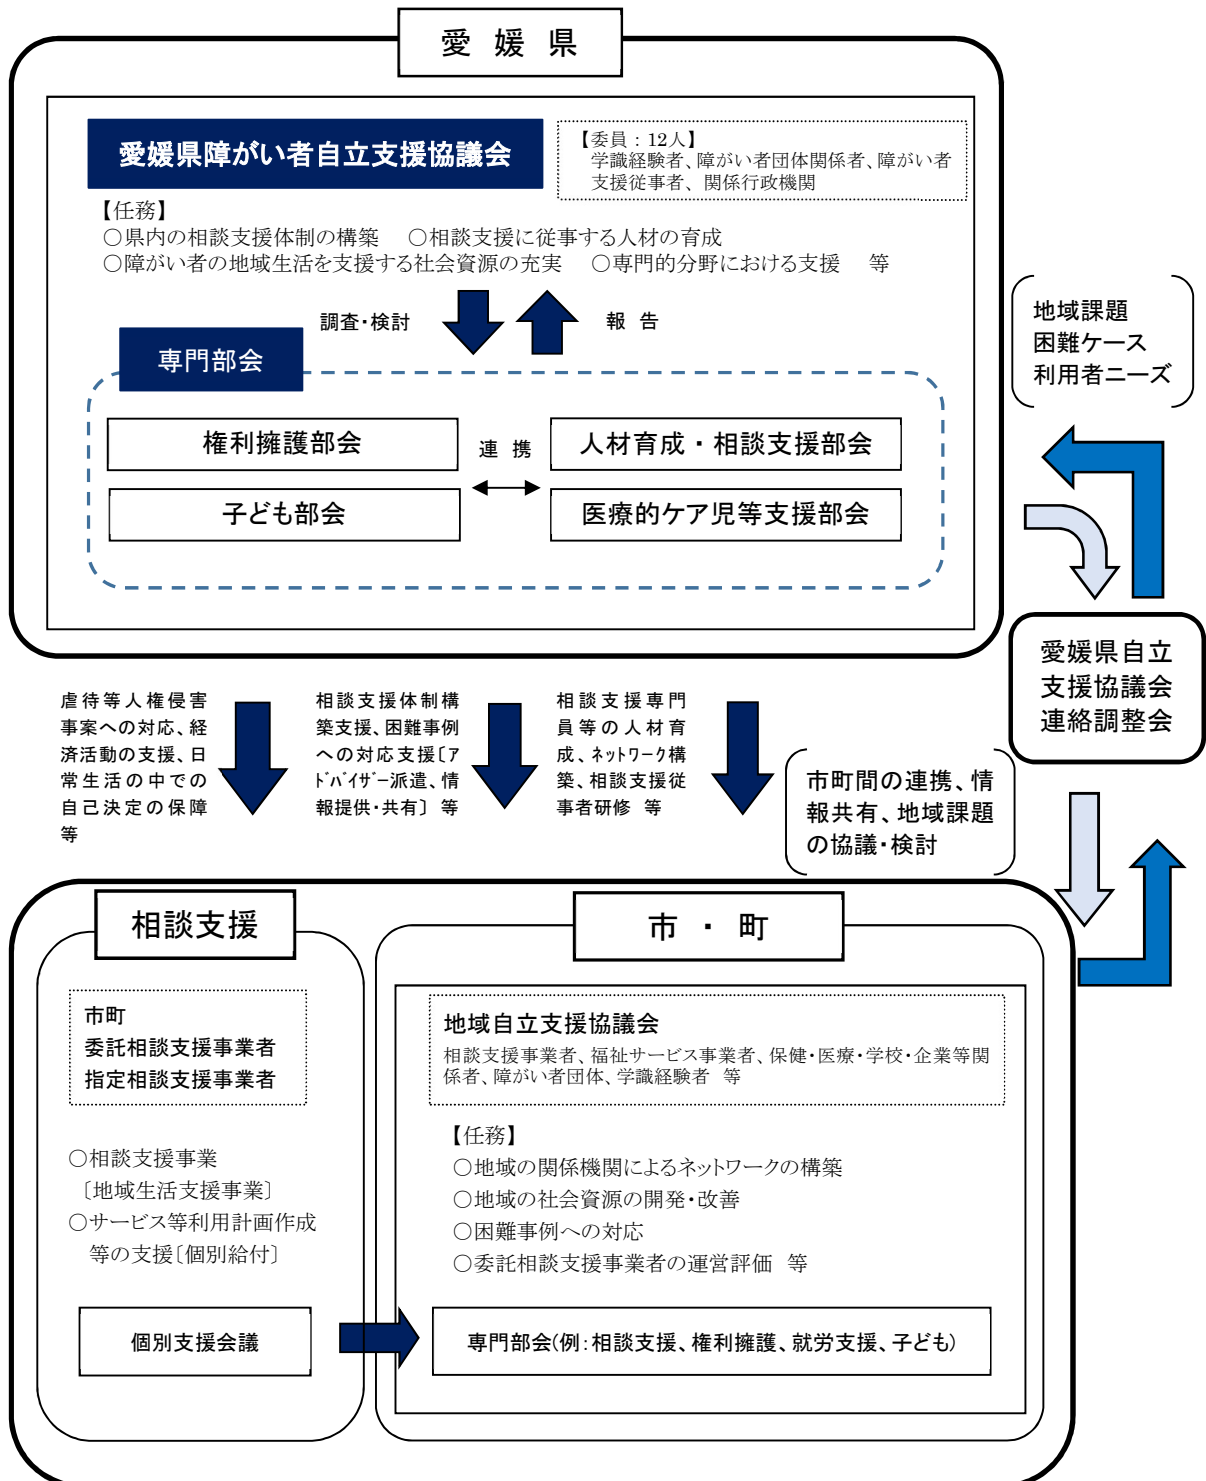 愛 媛 県
愛媛県障がい者自立支援協議会
【委員：12人】
学識経験者、障がい者団体関係者、障がい者
支援従事者、関係行政機関
【任務】
○県内の相談支援体制の構築　○相談支援に従事する人材の育成
○障がい者の地域生活を支援する社会資源の充実　○専門的分野における支援　等
調査・検討
報 告
専門部会
権利擁護部会
連 携
人材育成・相談支援部会
子ども部会
医療的ケア児等支援部会
地域課題
困難ケース
利用者ニーズ
愛媛県自立
支援協議会
連絡調整会
虐待等人権侵害
事案への対応、経
済活動の支援、日
常生活の中での
自己決定の保障
等
相談支援体制構
築支援、困難事例
への対応支援〔ア
ドバイザー派遣、情
報提供・共有〕 等
相談支援専門
員等の人材育
成、ネットワーク構
築、相談支援従
事者研修 等
市町間の連携、情
報共有、地域課題
の協議・検討
相談支援
市町
委託相談支援事業者
指定相談支援事業者
○相談支援事業
〔地域生活支援事業〕
○サービス等利用計画作成
等の支援〔個別給付〕
個別支援会議
市 ・ 町
地域自立支援協議会
相談支援事業者、福祉サービス事業者、保健・医療・学校・企業等関
係者、障がい者団体、学識経験者 等
【任務】
○地域の関係機関によるネットワークの構築
○地域の社会資源の開発・改善
○困難事例への対応
○委託相談支援事業者の運営評価 等
専門部会(例：相談支援、権利擁護、就労支援、子ども)